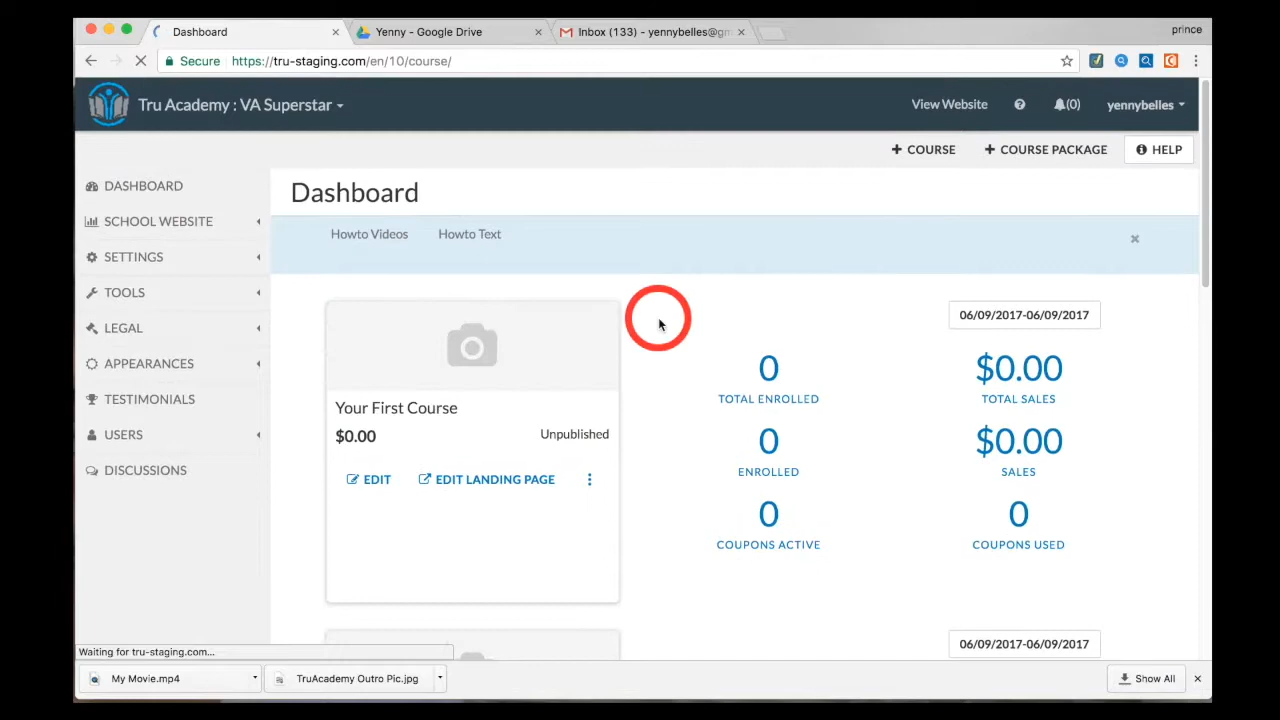 Dashboard
Yenny - Google Drive
Inbox (133) - yennybelles@gm
prince
Secure https://tru-staging.com/en/10/course/
Tru Academy : VA Superstar
View Website
(0)
yennybelles
+ COURSE
+ COURSE PACKAGE
HELP
DASHBOARD
SCHOOL WEBSITE
SETTINGS
TOOLS
LEGAL
APPEARANCES
TESTIMONIALS
USERS
DISCUSSIONS
Dashboard
Howto Videos
Howto Text
Your First Course
$0.00
Unpublished
EDIT
EDIT LANDING PAGE
06/09/2017-06/09/2017
0
TOTAL ENROLLED
$0.00
TOTAL SALES
0
ENROLLED
$0.00
SALES
0
COUPONS ACTIVE
0
COUPONS USED
06/09/2017-06/09/2017
Waiting for tru-staging.com...
My Movie.mp4
TruAcademy Outro Pic.jpg
Show All